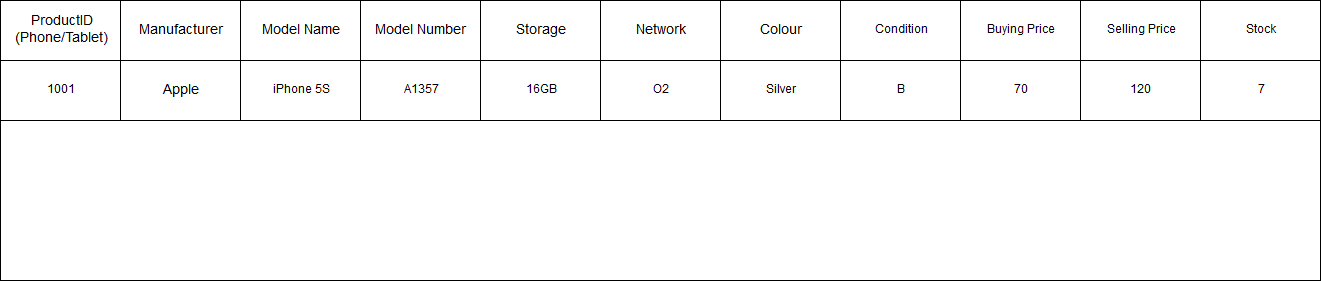 ProductID
(Phone/Tablet)
Manufacturer
Model Name
Model Number
Storage
Network
Colour
Condition
Buying Price
Selling Price
Stock
1001
Apple
iPhone 5S
A1357
16GB
O2
Silver
B
70
120
7